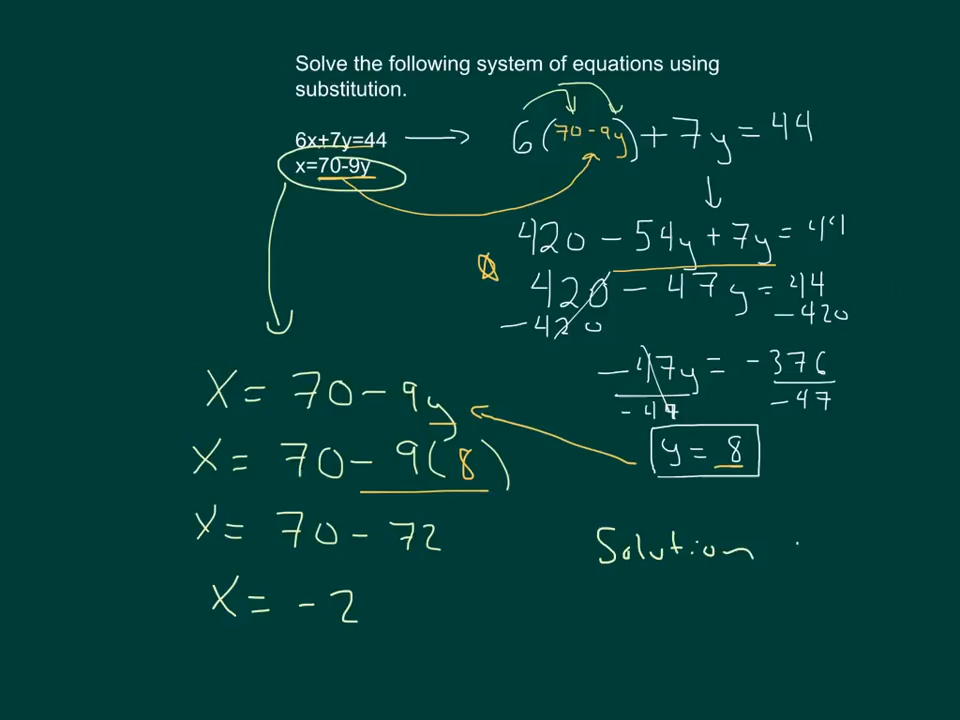 Solve the following system of equations using
substitution.
6x+7y=44
x=70-9y
6(70-9y)+7y=44
420-54y+7y=44
420-47y=44
-420 -420
-47y=-376
-47 -47
y=8
x=70-9y
x=70-9(8)
x=70-72
x=-2
Solution